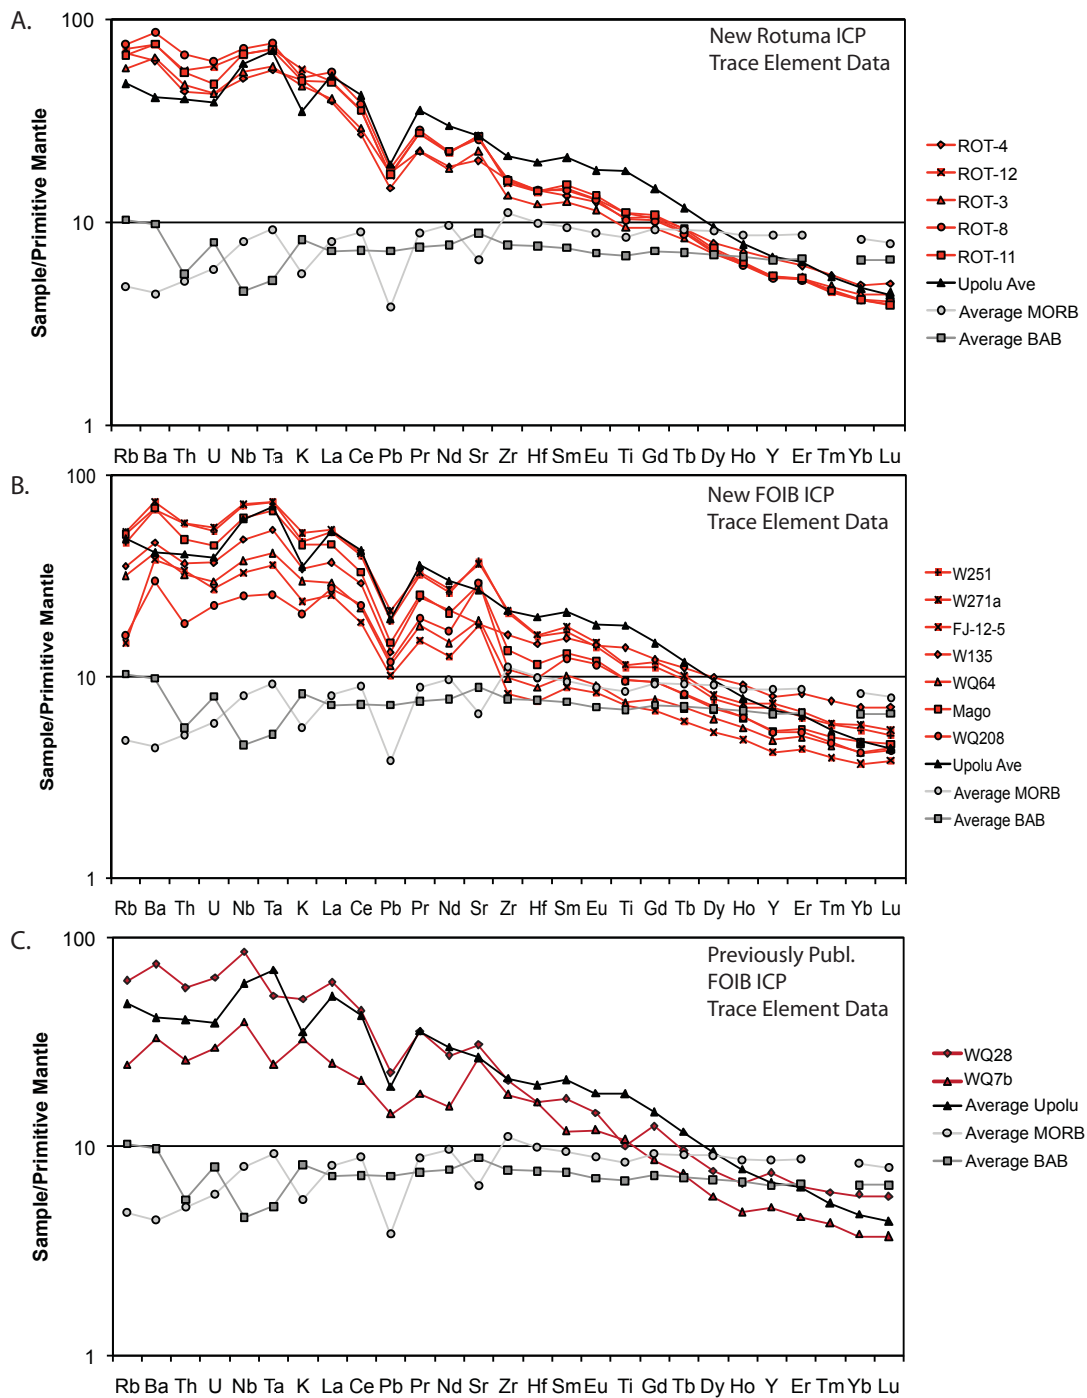 A.
100
10
1
Sample/Primitive Mantle
New Rotuma ICP
Trace Element Data
Rb Ba Th U Nb Ta K La Ce Pb Pr Nd Sr Zr Hf Sm Eu Ti Gd Tb Dy Ho Y Er Tm Yb Lu
ROT-4
ROT-12
ROT-3
ROT-8
ROT-11
Upolu Ave
Average MORB
Average BAB
B.
100
10
1
Sample/Primitive Mantle
New FOIB ICP
Trace Element Data
Rb Ba Th U Nb Ta K La Ce Pb Pr Nd Sr Zr Hf Sm Eu Ti Gd Tb Dy Ho Y Er Tm Yb Lu
W251
W271a
FJ-12-5
W135
WQ64
Mago
WQ208
Upolu Ave
Average MORB
Average BAB
C.
100
10
1
Sample/Primitive Mantle
Previously Publ.
FOIB ICP
Trace Element Data
Rb Ba Th U Nb Ta K La Ce Pb Pr Nd Sr Zr Hf Sm Eu Ti Gd Tb Dy Ho Y Er Tm Yb Lu
WQ28
WQ7b
Average Upolu
Average MORB
Average BAB